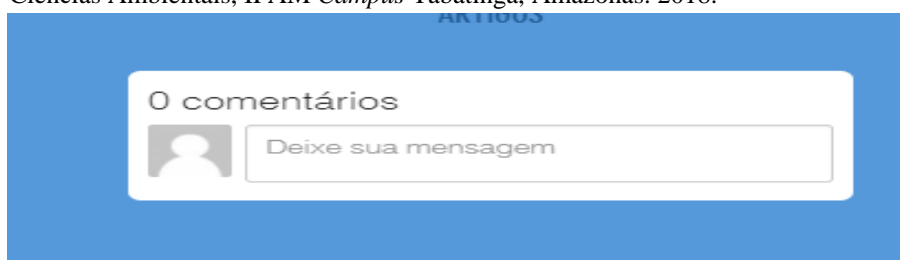 Ciências Ambientais, IFAM Campus Tabatinga, Amazonas. 2018.
ARTIGOS
0 comentários
Deixe sua mensagem